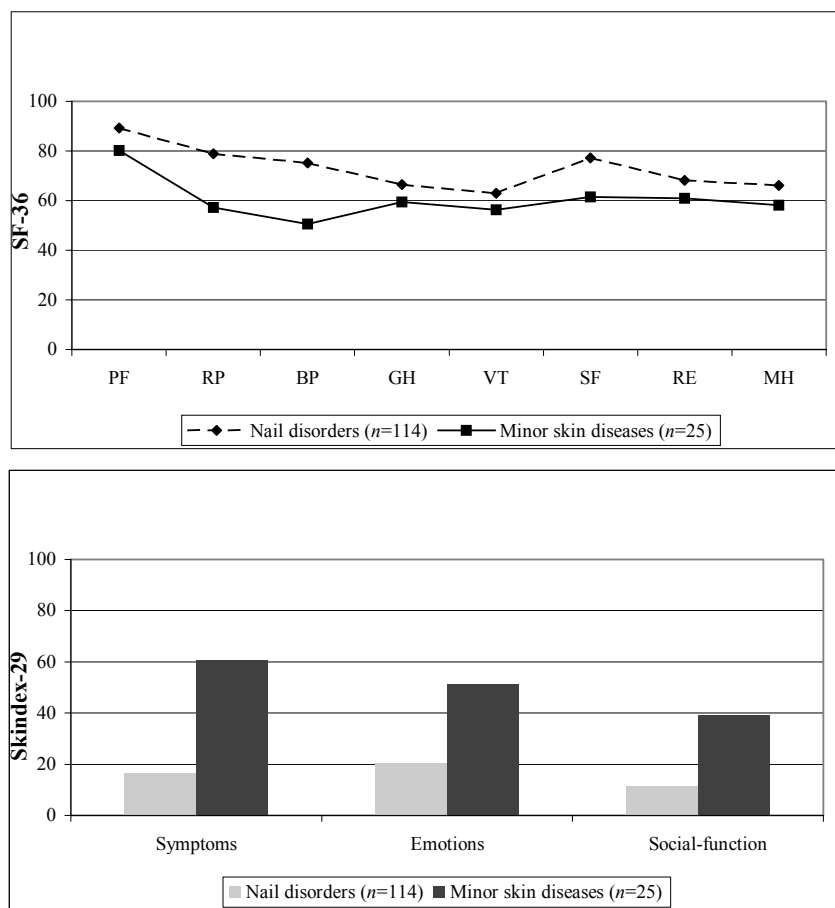 SF-36
100
80
60
40
20
0
PF RP BP GH VT SF RE MH
Nail disorders (n=114) Minor skin diseases (n=25)
Skindex-29
100
80
60
40
20
0
Symptoms Emotions Social-function
Nail disorders (n=114) Minor skin diseases (n=25)